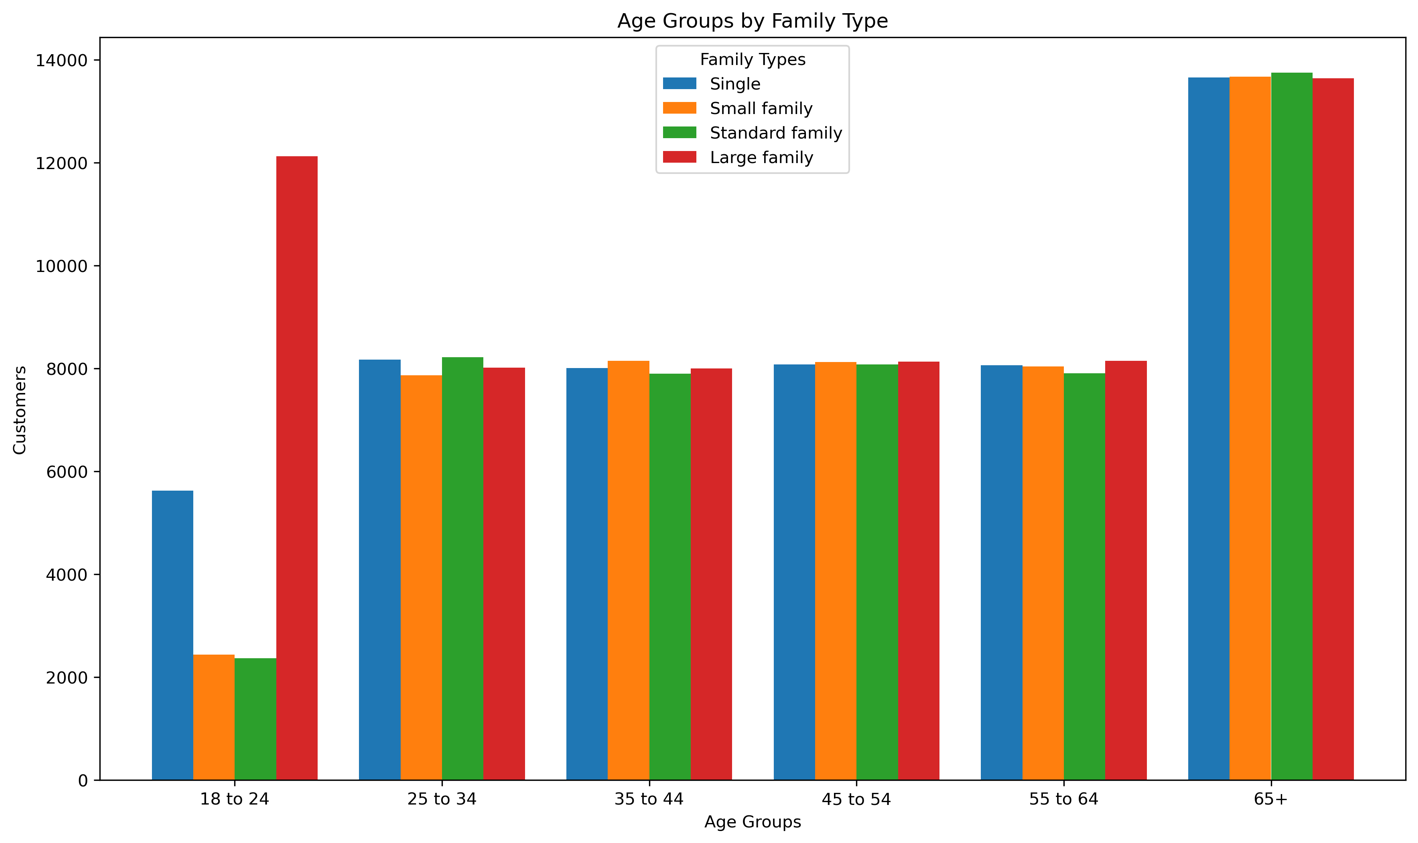 Age Groups by Family Type
Family Types
Single
Small family
Standard family
Large family
Customers
14000
12000
10000
8000
6000
4000
2000
0
18 to 24
25 to 34
35 to 44
45 to 54
55 to 64
65+
Age Groups